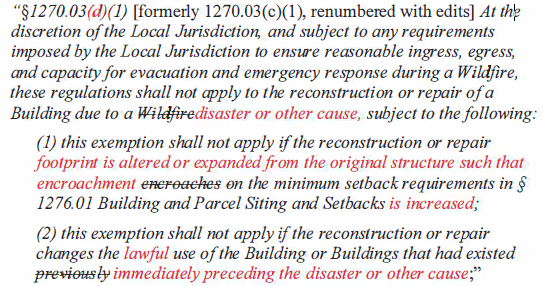 “§1270.03(d)(1) [formerly 1270.03(c)(1), renumbered with edits] At the
discretion of the Local Jurisdiction, and subject to any requirements
imposed by the Local Jurisdiction to ensure reasonable ingress, egress,
and capacity for evacuation and emergency response during a Wildfire,
these regulations shall not apply to the reconstruction or repair of a
Building due to a Wildfiredisaster or other cause, subject to the following:
(1) this exemption shall not apply if the reconstruction or repair
footprint is altered or expanded from the original structure such that
encroachment encroaches on the minimum setback requirements in §
1276.01 Building and Parcel Siting and Setbacks is increased;
(2) this exemption shall not apply if the reconstruction or repair
changes the lawful use of the Building or Buildings that had existed
previously immediately preceding the disaster or other cause;”